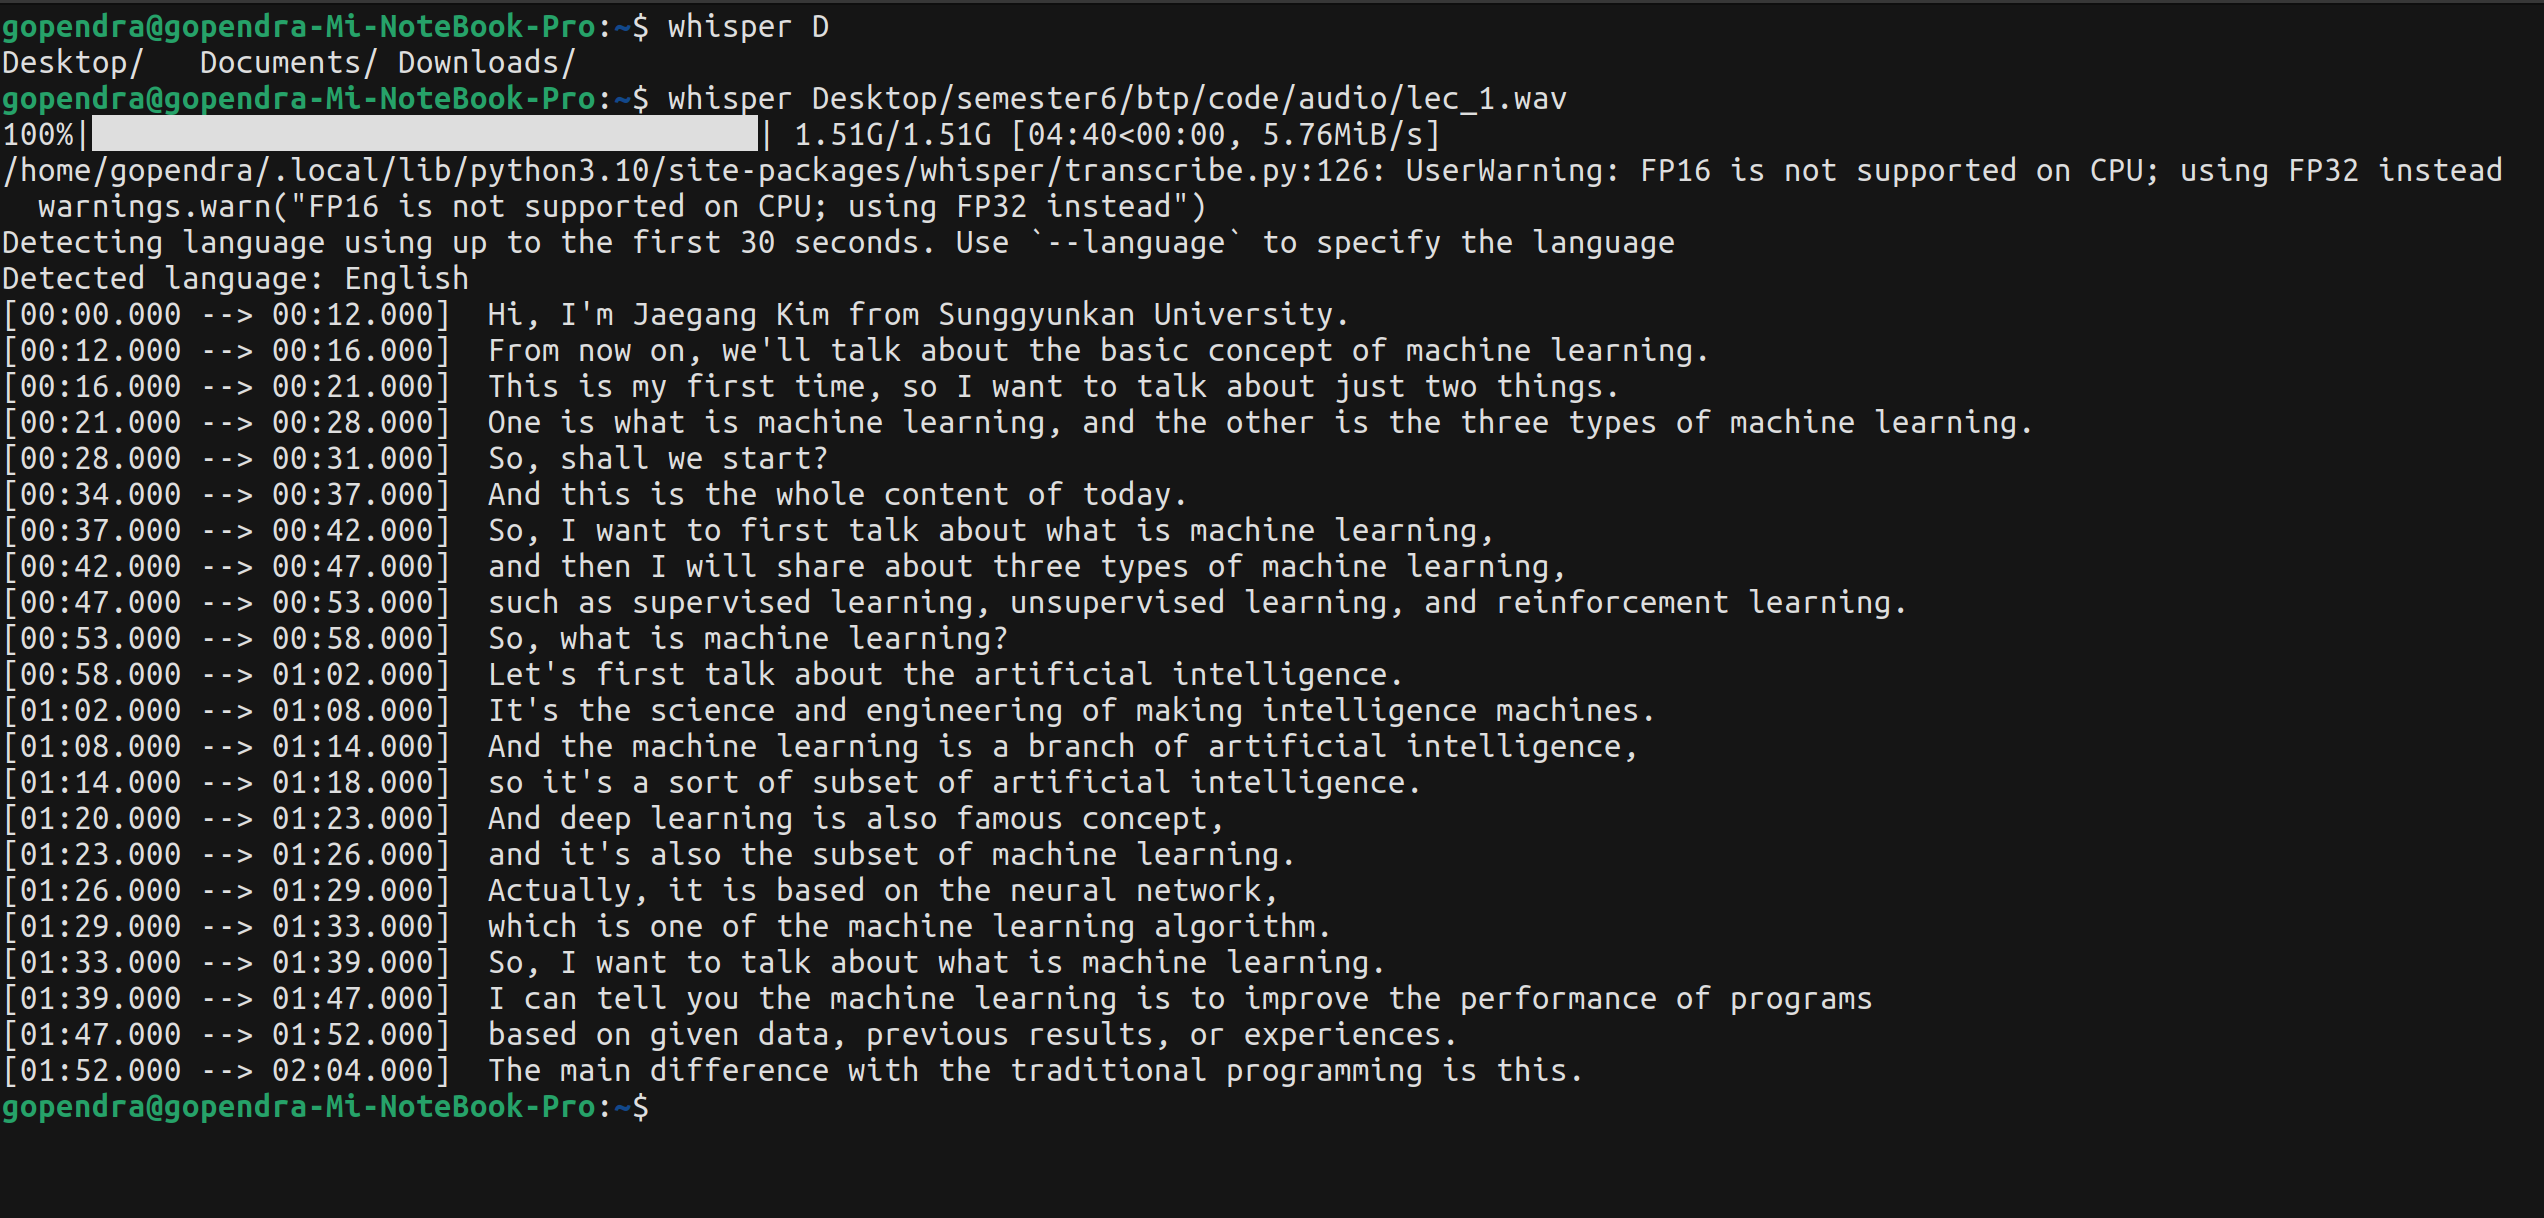 gopendra@gopendra-Mi-NoteBook-Pro:~$ whisper D
Desktop/   Documents/ Downloads/
gopendra@gopendra-Mi-NoteBook-Pro:~$ whisper Desktop/semester6/btp/code/audio/lec_1.wav
100%|| 1.51G/1.51G [04:40<00:00, 5.76MiB/s]
/home/gopendra/.local/lib/python3.10/site-packages/whisper/transcribe.py:126: UserWarning: FP16 is not supported on CPU; using FP32 instead
  warnings.warn("FP16 is not supported on CPU; using FP32 instead")
Detecting language using up to the first 30 seconds. Use `--language` to specify the language
Detected language: English
[00:00.000 --> 00:12.000]  Hi, I'm Jaegang Kim from Sunggyunkan University.
[00:12.000 --> 00:16.000]  From now on, we'll talk about the basic concept of machine learning.
[00:16.000 --> 00:21.000]  This is my first time, so I want to talk about just two things.
[00:21.000 --> 00:28.000]  One is what is machine learning, and the other is the three types of machine learning.
[00:28.000 --> 00:31.000]  So, shall we start?
[00:34.000 --> 00:37.000]  And this is the whole content of today.
[00:37.000 --> 00:42.000]  So, I want to first talk about what is machine learning,
[00:42.000 --> 00:47.000]  and then I will share about three types of machine learning,
[00:47.000 --> 00:53.000]  such as supervised learning, unsupervised learning, and reinforcement learning.
[00:53.000 --> 00:58.000]  So, what is machine learning?
[00:58.000 --> 01:02.000]  Let's first talk about the artificial intelligence.
[01:02.000 --> 01:08.000]  It's the science and engineering of making intelligence machines.
[01:08.000 --> 01:14.000]  And the machine learning is a branch of artificial intelligence,
[01:14.000 --> 01:18.000]  so it's a sort of subset of artificial intelligence.
[01:20.000 --> 01:23.000]  And deep learning is also famous concept,
[01:23.000 --> 01:26.000]  and it's also the subset of machine learning.
[01:26.000 --> 01:29.000]  Actually, it is based on the neural network,
[01:29.000 --> 01:33.000]  which is one of the machine learning algorithm.
[01:33.000 --> 01:39.000]  So, I want to talk about what is machine learning.
[01:39.000 --> 01:47.000]  I can tell you the machine learning is to improve the performance of programs
[01:47.000 --> 01:52.000]  based on given data, previous results, or experiences.
[01:52.000 --> 02:04.000]  The main difference with the traditional programming is this.
gopendra@gopendra-Mi-NoteBook-Pro:~$